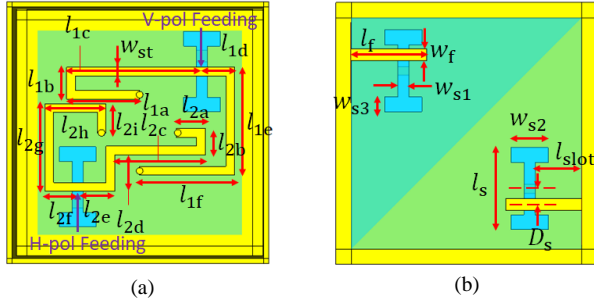 V-pol Feeding
l1c
wst
l1d
l1b
l1a
l2a
l1e
l2h
l2i
l2c
l2g
l2b
l1f
l2f
l2e
l2d
H-pol Feeding
(a)
lf
wf
ws1
ws3
ws2
lslot
ls
Ds
(b)